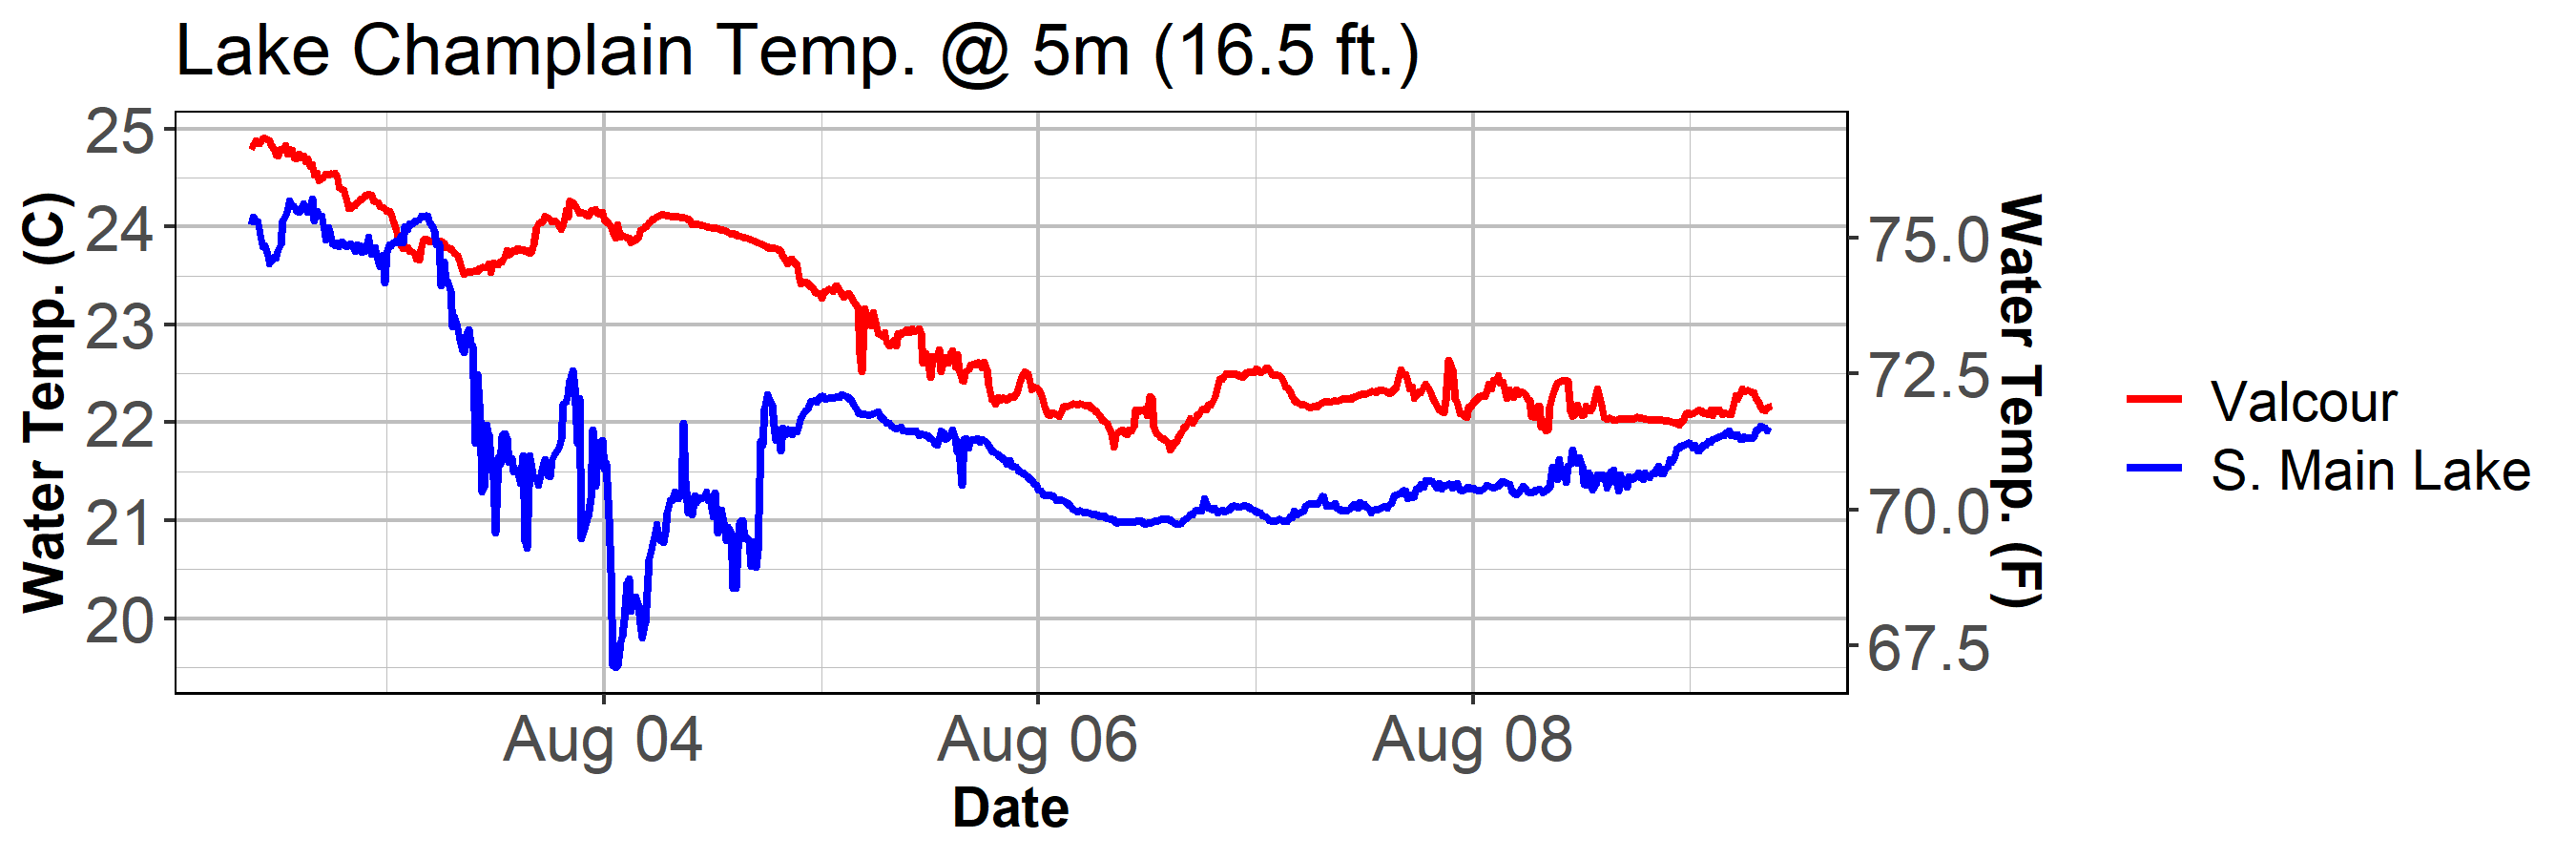 Lake Champlain Temp. @ 5m (16.5 ft.)
Water Temp. (C)
25
24
23
22
21
20
75.0
72.5
70.0
67.5
Water Temp. (F)
Valcour
S. Main Lake
Aug 04
Aug 06
Aug 08
Date